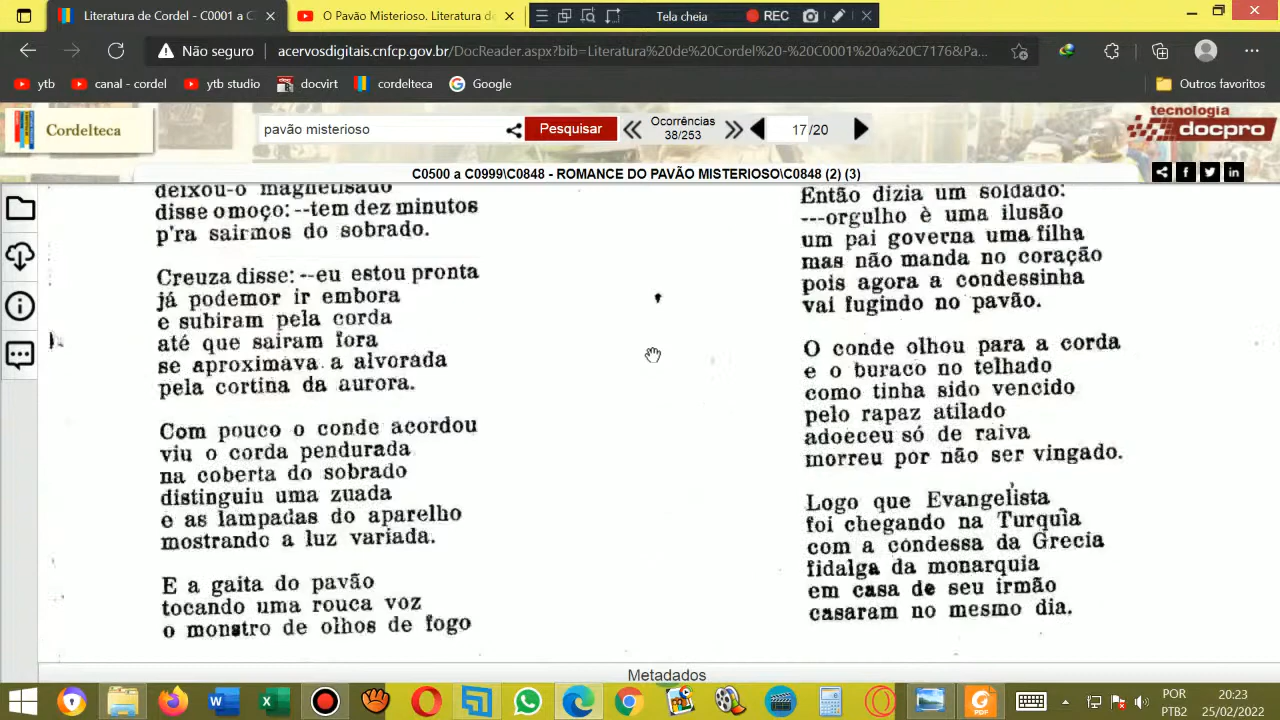 Literatura de Cordel - C0001 a C
O Pavão Misterioso. Literatura de
Tela cheia
REC
Não seguro
acervosdigitais.cnfcp.gov.br/DocReader.aspx?bib=Literatura%20de%20Cordel%20-%20C0001%20a%20C7176&Pa...
ytb
canal - cordel
ytb studio
docvirt
cordelteca
Google
Outros favoritos
Cordelteca
pavão misterioso
Pesquisar
Ocorrências
38/253
17/20
tecnologia
docpro
C0500 a C0999\C0848 - ROMANCE DO PAVÃO MISTERIOSO\C0848 (2) (3)
deixou-o magnetisado
disse o moço: --tem dez minutos
p'ra sairmos do sobrado.
Creuza disse: --eu estou pronta
já podemor ir embora
e subiram pela corda
até que sairam fora
se aproximava a alvorada
pela cortina da aurora.
Com pouco o conde acordou
viu o corda pendurada
na coberta do sobrado
distinguiu uma zuada
e as lampadas do aparelho
mostrando a luz variada.
E a gaita do pavão
tocando uma rouca voz
o monstro de olhos de fogo
Então dizia um soldado:
---orgulho è uma ilusão
um pai governa uma filha
mas não manda no coração
pois agora a condessinha
vai fugindo no pavão.
O conde olhou para a corda
e o buraco no telhado
como tinha sido vencido
pelo rapaz atilado
adoeceu só de raiva
morreu por não ser vingado.
Logo que Evangelista
foi chegando na Turquìa
com a condessa da Grecia
fidalga da monarquia
em casa de seu irmão
casaram no mesmo dia.
Metadados
POR
PTB2
20:23
25/02/2022